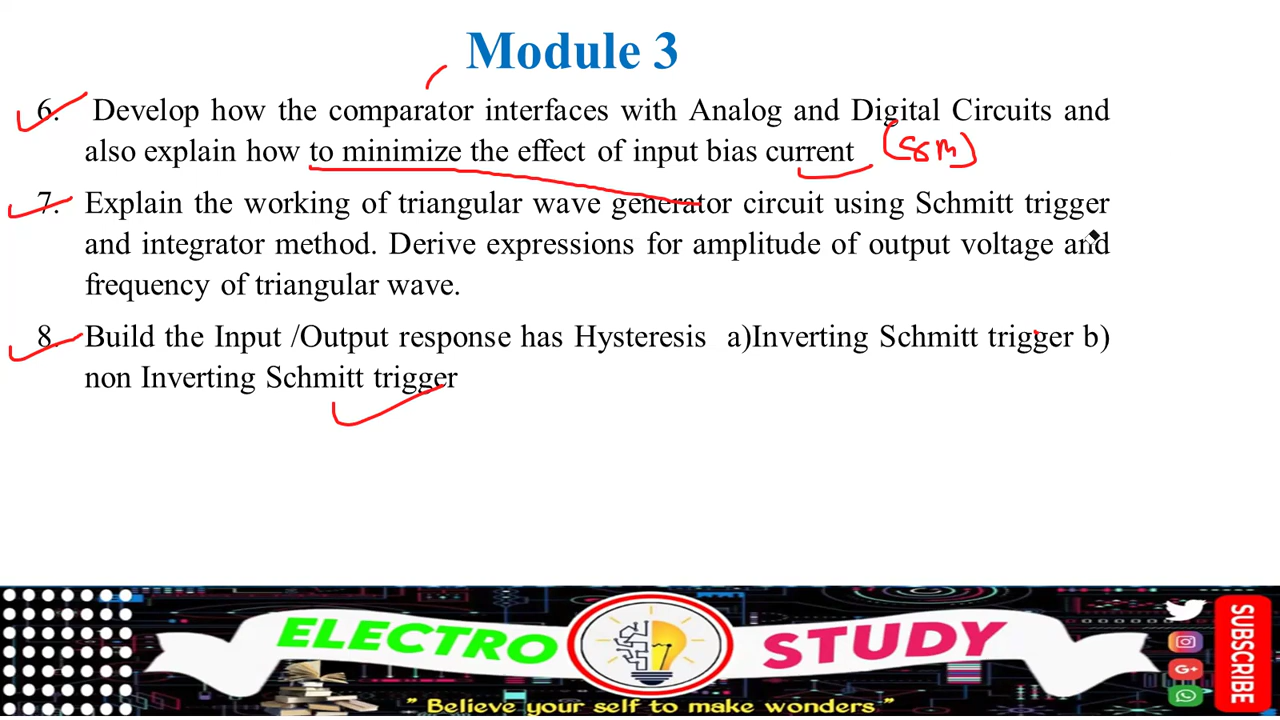 Module 3
6. Develop how the comparator interfaces with Analog and Digital Circuits and
also explain how to minimize the effect of input bias current (8M)
7. Explain the working of triangular wave generator circuit using Schmitt trigger
and integrator method. Derive expressions for amplitude of output voltage and
frequency of triangular wave.
8. Build the Input /Output response has Hysteresis a)Inverting Schmitt trigger b)
non Inverting Schmitt trigger
ELECTRO STUDY
" Believe your self to make wonders "
SUBSCRIBE